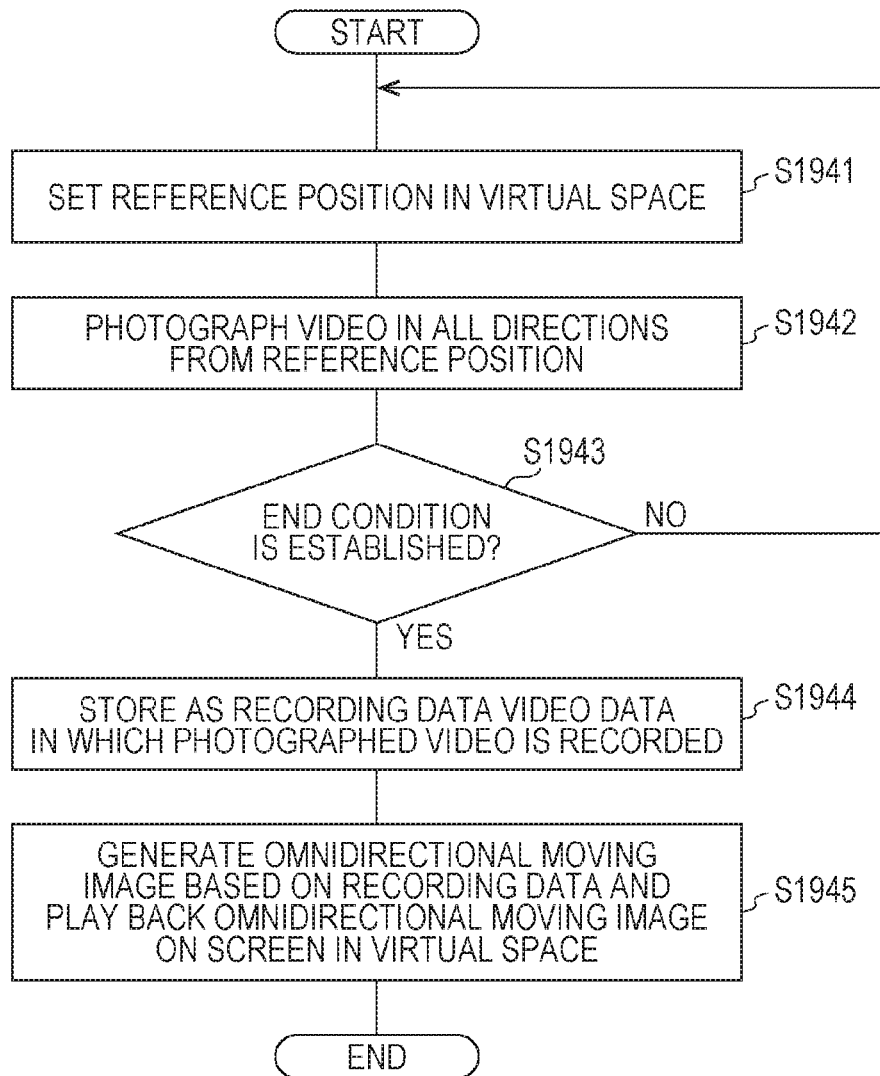 START
SET REFERENCE POSITION IN VIRTUAL SPACE
S1941
PHOTOGRAPH VIDEO IN ALL DIRECTIONS
FROM REFERENCE POSITION
S1942
S1943
END CONDITION
IS ESTABLISHED?
NO
YES
STORE AS RECORDING DATA VIDEO DATA
IN WHICH PHOTOGRAPHED VIDEO IS RECORDED
S1944
GENERATE OMNIDIRECTIONAL MOVING
IMAGE BASED ON RECORDING DATA AND
PLAY BACK OMNIDIRECTIONAL MOVING IMAGE
ON SCREEN IN VIRTUAL SPACE
S1945
END